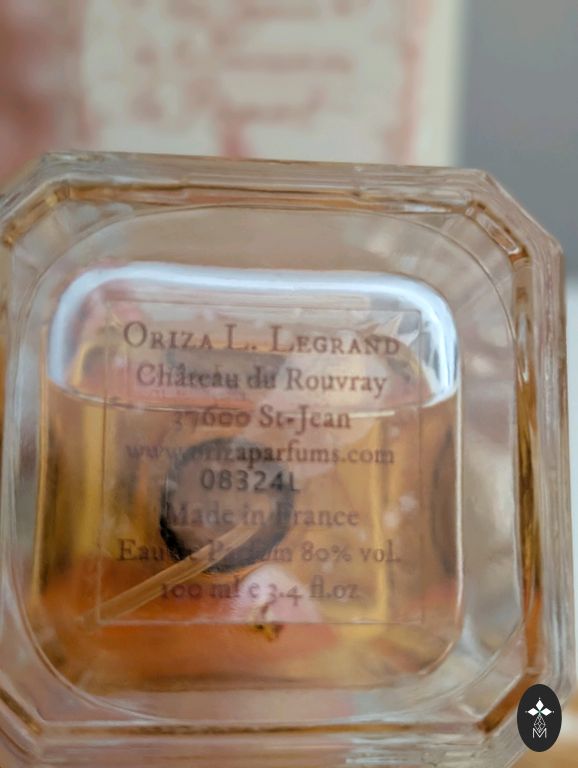 ORIZA L. LEGRAND
Château du Rouvray
37600 St-Jean
www.orizaparfums.com
08324L
Made in France
Eau de Parfum 80% vol.
100 ml e 3.4 fl.oz
M